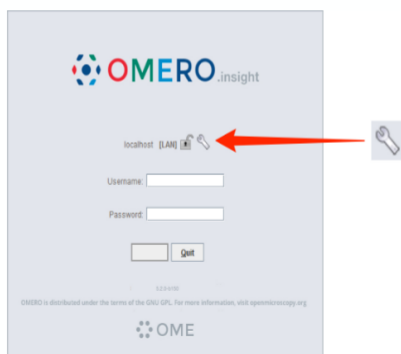 OMERO.insight
localhost [LAN]
Username:
Password:
Quit
OMERO is distributed under the terms of the GNU GPL. For more information, visit openmicroscopy.org
OME